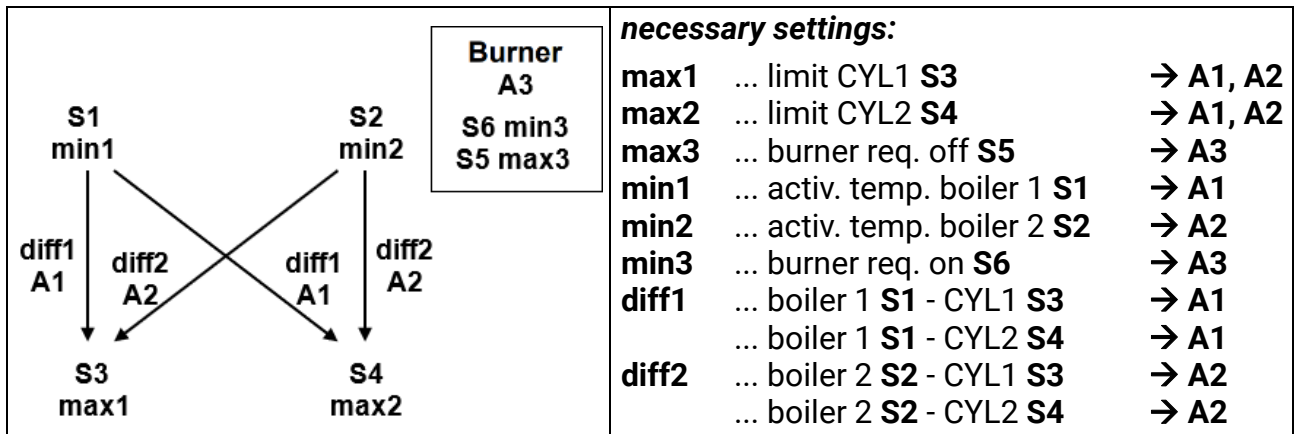 Burner
A3
S6 min3
S5 max3
S1
min1
S2
min2
diff1
A1
diff2
A2
diff1
A1
diff2
A2
S3
max1
S4
max2
necessary settings:
max1 ... limit CYL1 S3 → A1, A2
max2 ... limit CYL2 S4 → A1, A2
max3 ... burner req. off S5 → A3
min1 ... activ. temp. boiler 1 S1 → A1
min2 ... activ. temp. boiler 2 S2 → A2
min3 ... burner req. on S6 → A3
diff1 ... boiler 1 S1 - CYL1 S3 → A1
... boiler 1 S1 - CYL2 S4 → A1
diff2 ... boiler 2 S2 - CYL1 S3 → A2
... boiler 2 S2 - CYL2 S4 → A2